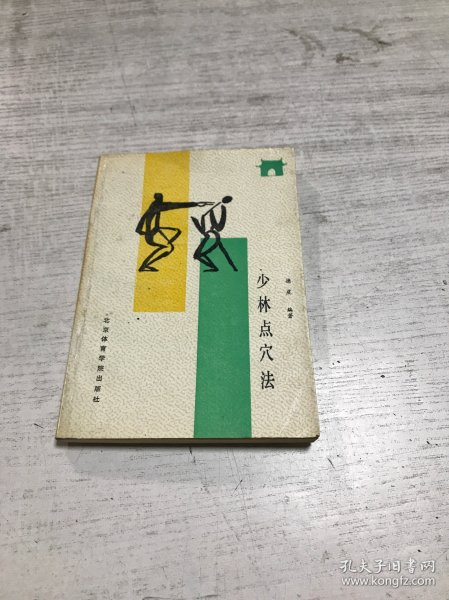 少林点穴法
德虔 编著
北京体育学院出版社
孔夫子旧书网
www.kongfz.com